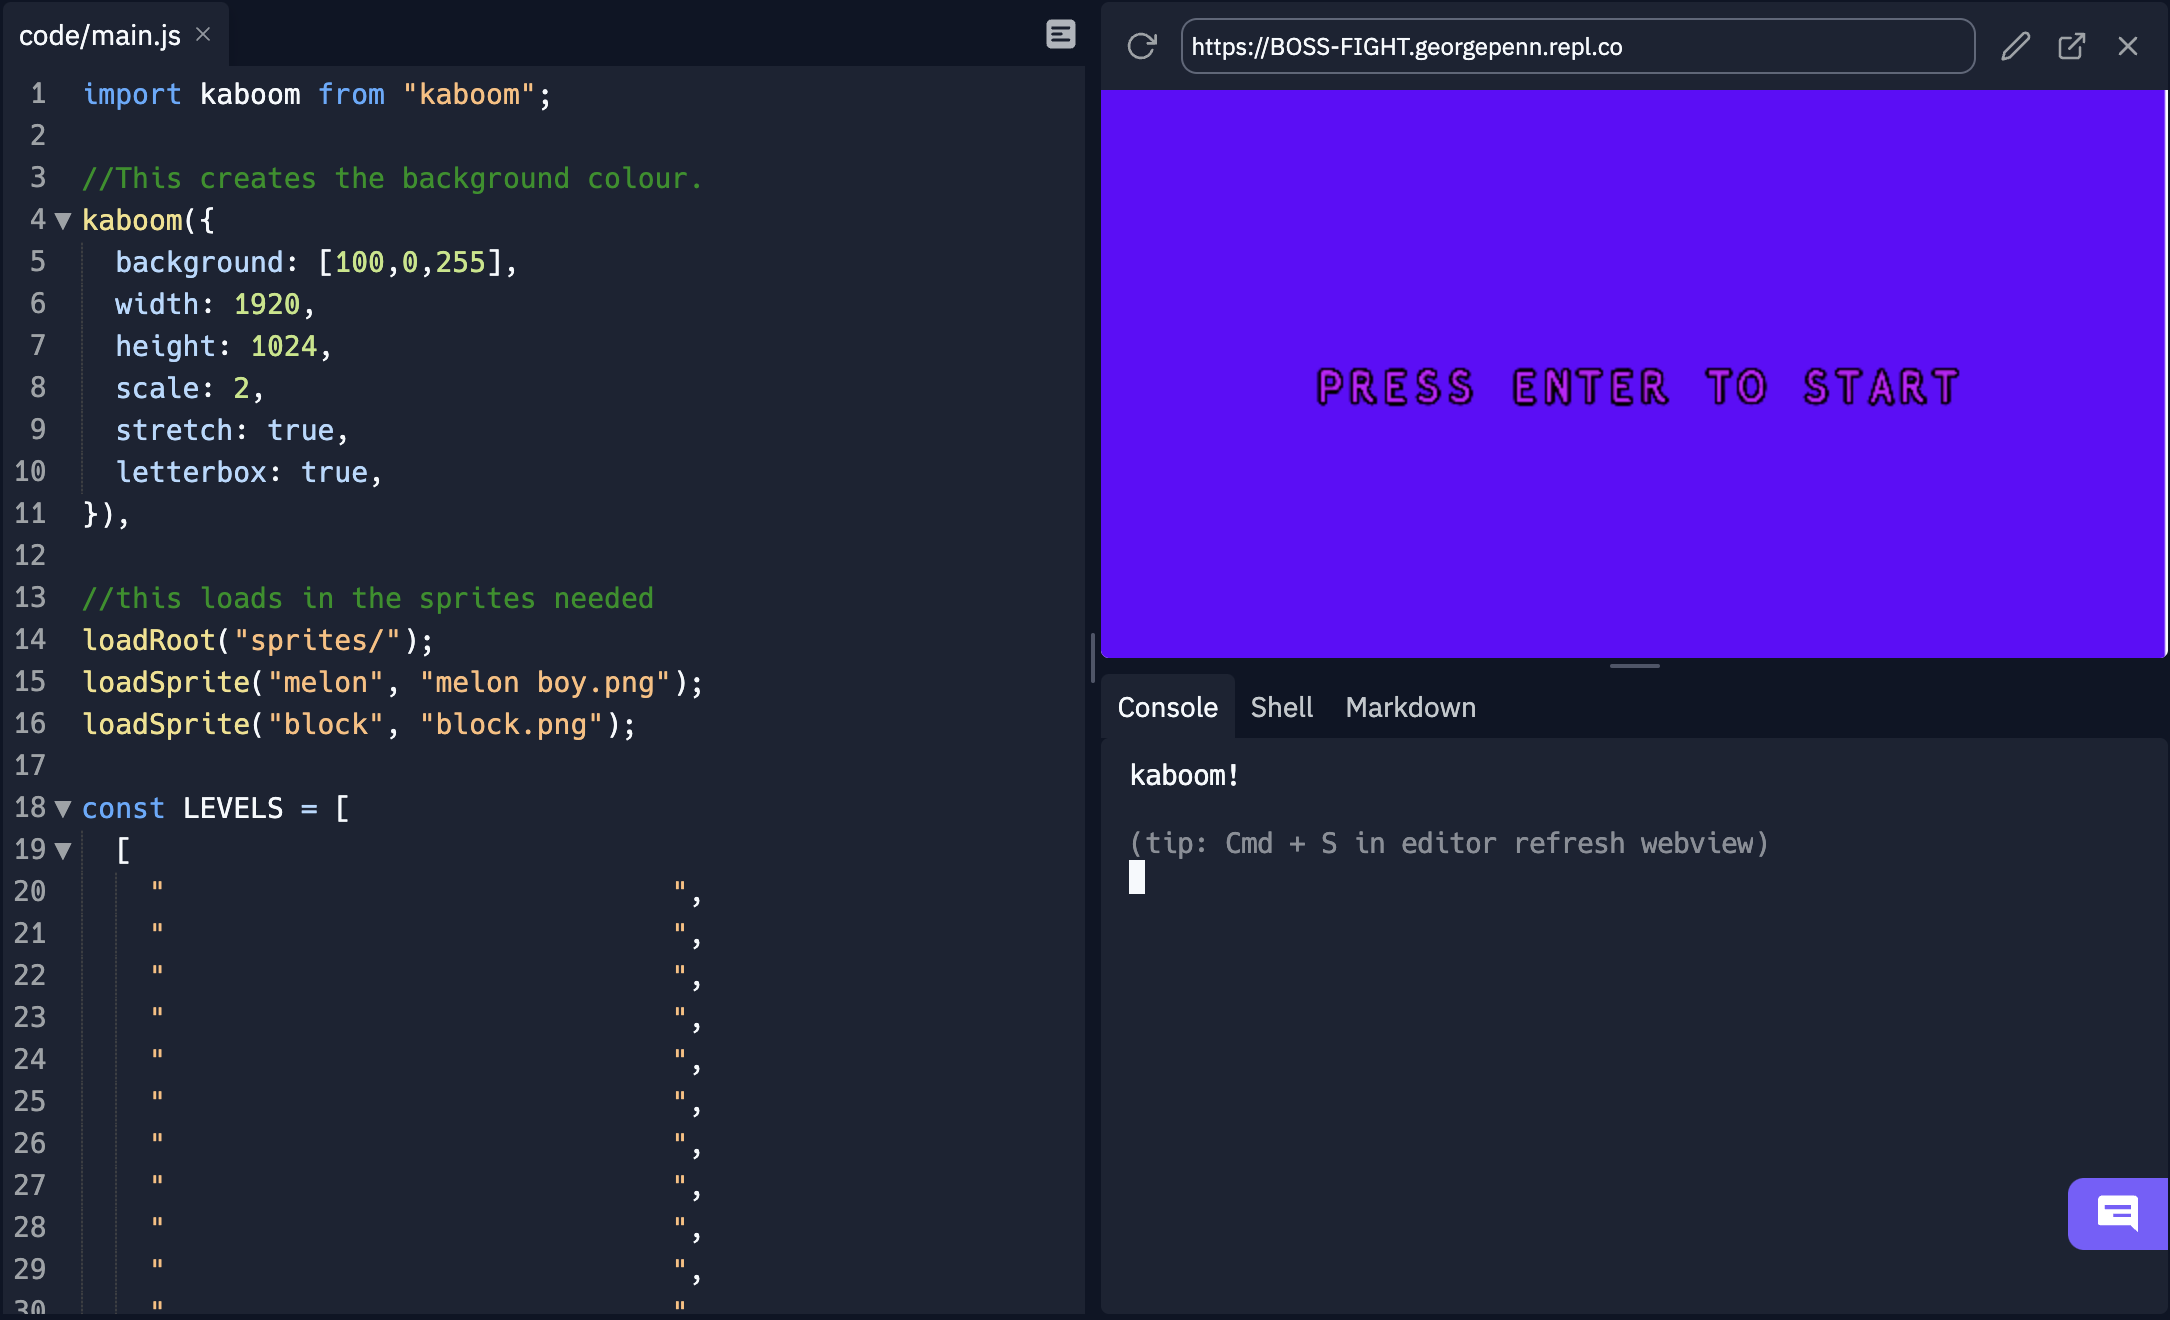 code/main.js
1 import kaboom from "kaboom";
2
3 //This creates the background colour.
4 kaboom({
5 background: [100,0,255],
6 width: 1920,
7 height: 1024,
8 scale: 2,
9 stretch: true,
10 letterbox: true,
11 }),
12
13 //this loads in the sprites needed
14 loadRoot("sprites/");
15 loadSprite("melon", "melon boy.png");
16 loadSprite("block", "block.png");
17
18 const LEVELS = [
19 [
20 "                               ",
21 "                               ",
22 "                               ",
23 "                               ",
24 "                               ",
25 "                               ",
26 "                               ",
27 "                               ",
28 "                               ",
29 "                               ",
30 "                               "
https://BOSS-FIGHT.georgepenn.repl.co
PRESS ENTER TO START
Console Shell Markdown
kaboom!
(tip: Cmd + S in editor refresh webview)